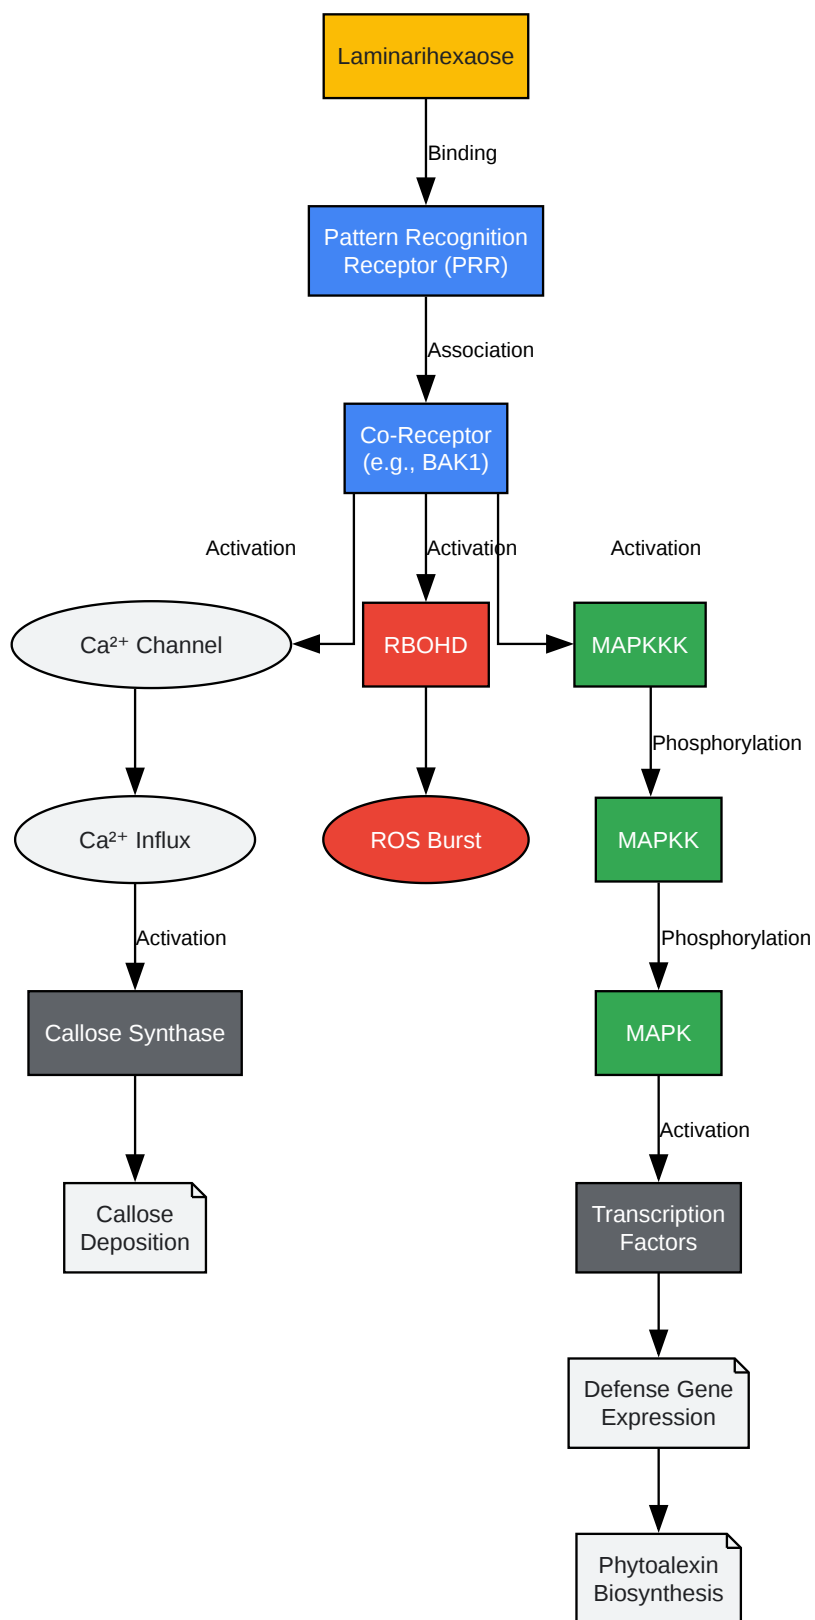 Laminarihexaose
Binding
Pattern Recognition
Receptor (PRR)
Association
Co-Receptor
(e.g., BAK1)
Activation
Activation
Activation
Ca²⁺ Channel
RBOHD
MAPKKK
Phosphorylation
Ca²⁺ Influx
ROS Burst
MAPKK
Activation
Phosphorylation
Callose Synthase
MAPK
Activation
Callose
Deposition
Transcription
Factors
Defense Gene
Expression
Phytoalexin
Biosynthesis